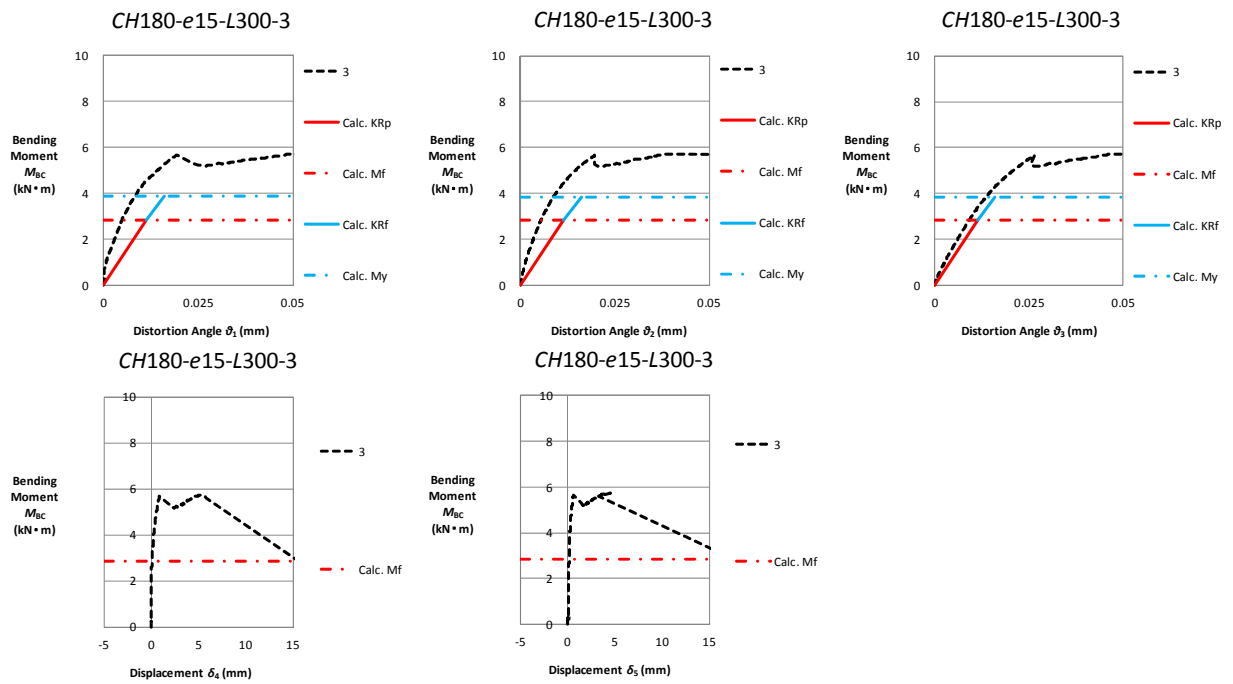 CH180-e15-L300-3
10
8
6
4
2
0
0
0.025
0.05
Bending
Moment
MBC
(kN・m)
Distortion Angle ϑ1 (mm)
3
Calc. KRp
Calc. Mf
Calc. KRf
Calc. My
CH180-e15-L300-3
10
8
6
4
2
0
0
0.025
0.05
Bending
Moment
MBC
(kN・m)
Distortion Angle ϑ2 (mm)
3
Calc. KRp
Calc. Mf
Calc. KRf
Calc. My
CH180-e15-L300-3
10
8
6
4
2
0
0
0.025
0.05
Bending
Moment
MBC
(kN・m)
Distortion Angle ϑ3 (mm)
3
Calc. KRp
Calc. Mf
Calc. KRf
Calc. My
CH180-e15-L300-3
10
8
6
4
2
0
-5
0
5
10
15
Bending
Moment
MBC
(kN・m)
Displacement δ4 (mm)
3
Calc. Mf
CH180-e15-L300-3
10
8
6
4
2
0
-5
0
5
10
15
Bending
Moment
MBC
(kN・m)
Displacement δ5 (mm)
3
Calc. Mf